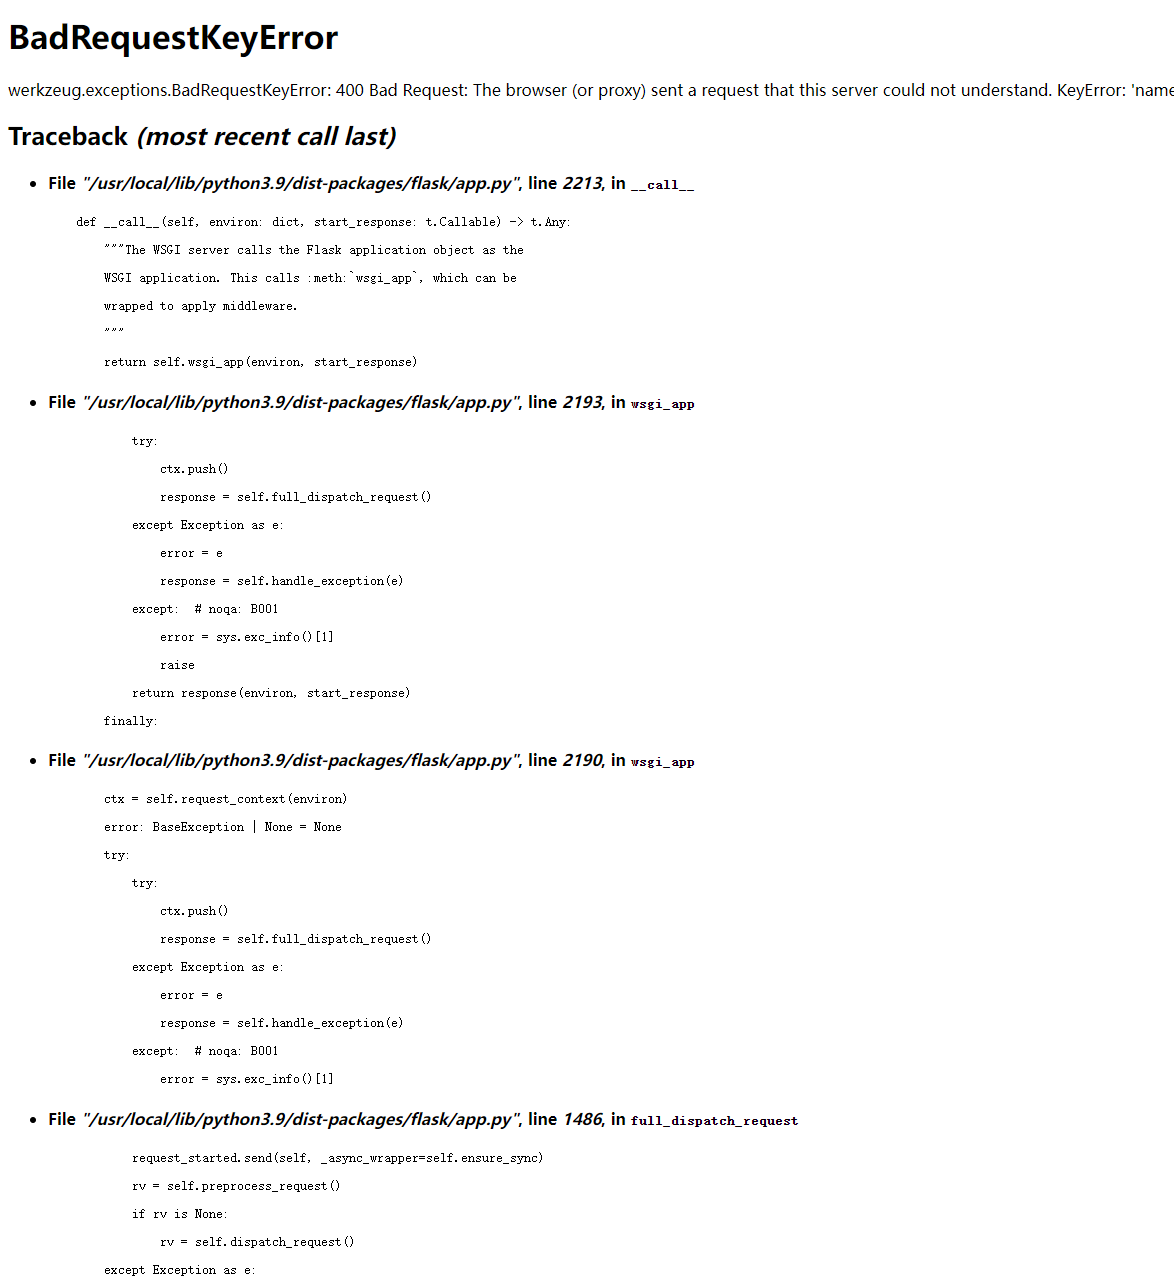 BadRequestKeyError
werkzeug.exceptions.BadRequestKeyError: 400 Bad Request: The browser (or proxy) sent a request that this server could not understand. KeyError: 'name
Traceback (most recent call last)
• File "/usr/local/lib/python3.9/dist-packages/flask/app.py", line 2213, in __call__
def __call__(self, environ: dict, start_response: t.Callable) -> t.Any:
"""The WSGI server calls the Flask application object as the
WSGI application. This calls :meth:`wsgi_app`, which can be
wrapped to apply middleware.
"""
return self.wsgi_app(environ, start_response)
• File "/usr/local/lib/python3.9/dist-packages/flask/app.py", line 2193, in wsgi_app
try:
ctx.push()
response = self.full_dispatch_request()
except Exception as e:
error = e
response = self.handle_exception(e)
except:  # noqa: B001
error = sys.exc_info()[1]
raise
return response(environ, start_response)
finally:
• File "/usr/local/lib/python3.9/dist-packages/flask/app.py", line 2190, in wsgi_app
ctx = self.request_context(environ)
error: BaseException | None = None
try:
try:
ctx.push()
response = self.full_dispatch_request()
except Exception as e:
error = e
response = self.handle_exception(e)
except:  # noqa: B001
error = sys.exc_info()[1]
• File "/usr/local/lib/python3.9/dist-packages/flask/app.py", line 1486, in full_dispatch_request
request_started.send(self, _async_wrapper=self.ensure_sync)
rv = self.preprocess_request()
if rv is None:
rv = self.dispatch_request()
except Exception as e: